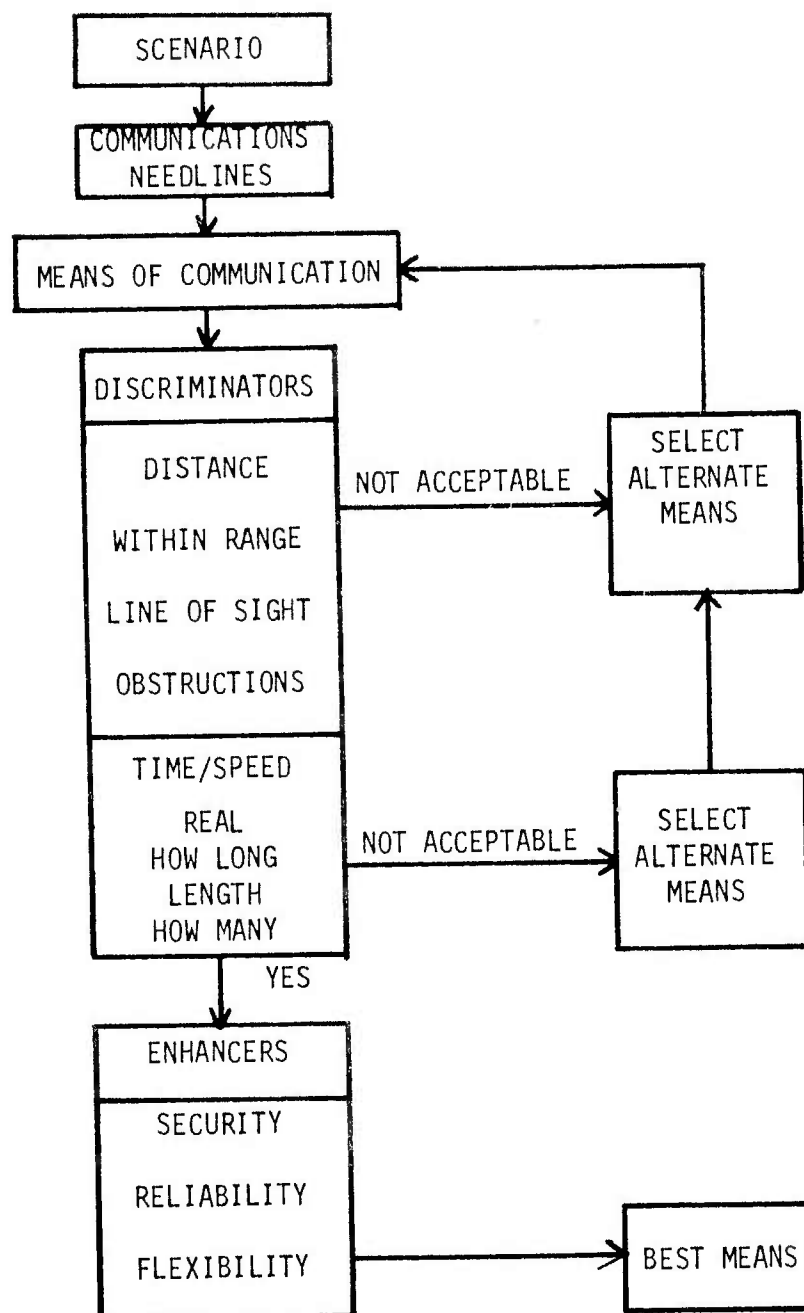 SCENARIO
COMMUNICATIONS
NEEDLINES
MEANS OF COMMUNICATION
DISCRIMINATORS
DISTANCE
WITHIN RANGE
LINE OF SIGHT
OBSTRUCTIONS
NOT ACCEPTABLE
SELECT
ALTERNATE
MEANS
TIME/SPEED
REAL
HOW LONG
LENGTH
HOW MANY
NOT ACCEPTABLE
SELECT
ALTERNATE
MEANS
YES
ENHANCERS
SECURITY
RELIABILITY
FLEXIBILITY
BEST MEANS